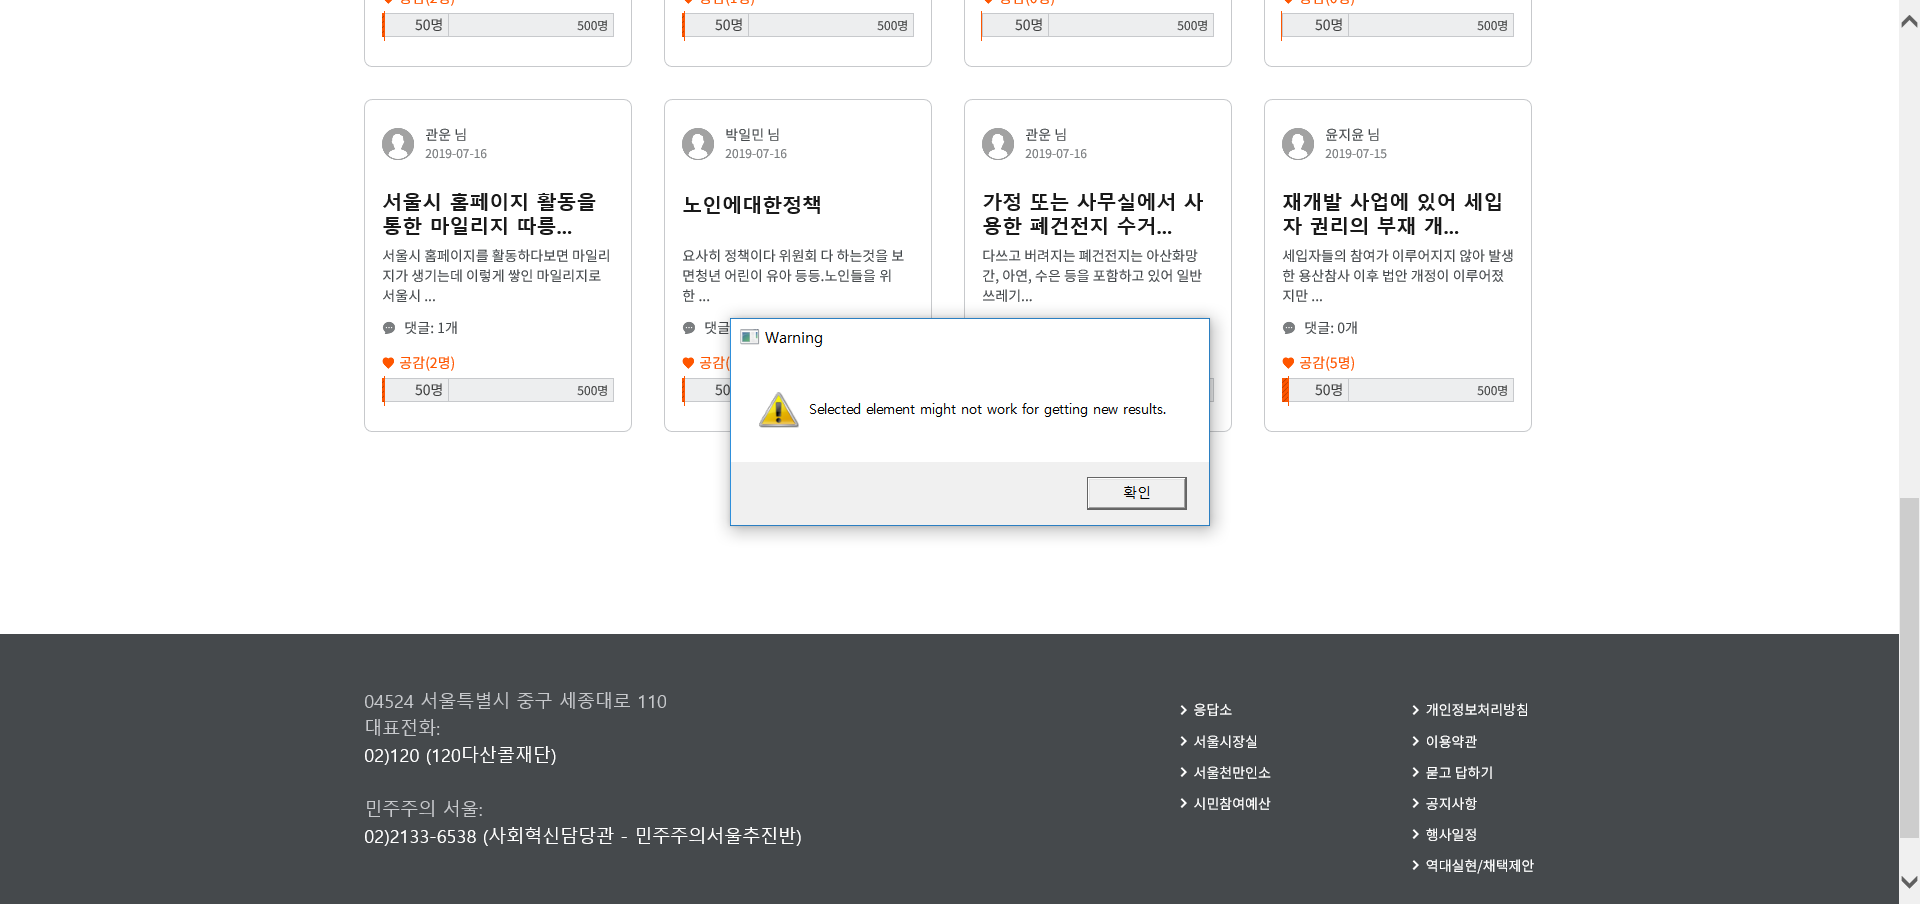 공감(2명)
50명 500명
공감(1명)
50명 500명
공감(0명)
50명 500명
공감(0명)
50명 500명
관운 님
2019-07-16
서울시 홈페이지 활동을
통한 마일리지 따릉...
서울시 홈페이지를 활동하다보면 마일리
지가 생기는데 이렇게 쌓인 마일리지로
서울시 ...
댓글: 1개
공감(2명)
50명 500명
박일민 님
2019-07-16
노인에대한정책
요사히 정책이다 위원회 다 하는것을 보
면청년 어린이 유아 등등.노인들을 위
한 ...
댓글
공감(
50
관운 님
2019-07-16
가정 또는 사무실에서 사
용한 폐건전지 수거...
다쓰고 버려지는 폐건전지는 아산화망
간, 아연, 수은 등을 포함하고 있어 일반
쓰레기...
윤지윤 님
2019-07-15
재개발 사업에 있어 세입
자 권리의 부재 개...
세입자들의 참여가 이루어지지 않아 발생
한 용산참사 이후 법안 개정이 이루어졌
지만 ...
댓글: 0개
공감(5명)
50명 500명
Warning
Selected element might not work for getting new results.
확인
04524 서울특별시 중구 세종대로 110
대표전화:
02)120 (120다산콜재단)
민주주의 서울:
02)2133-6538 (사회혁신담당관 - 민주주의서울추진반)
응답소
서울시장실
서울천만인소
시민참여예산
개인정보처리방침
이용약관
묻고 답하기
공지사항
행사일정
역대실현/채택제안